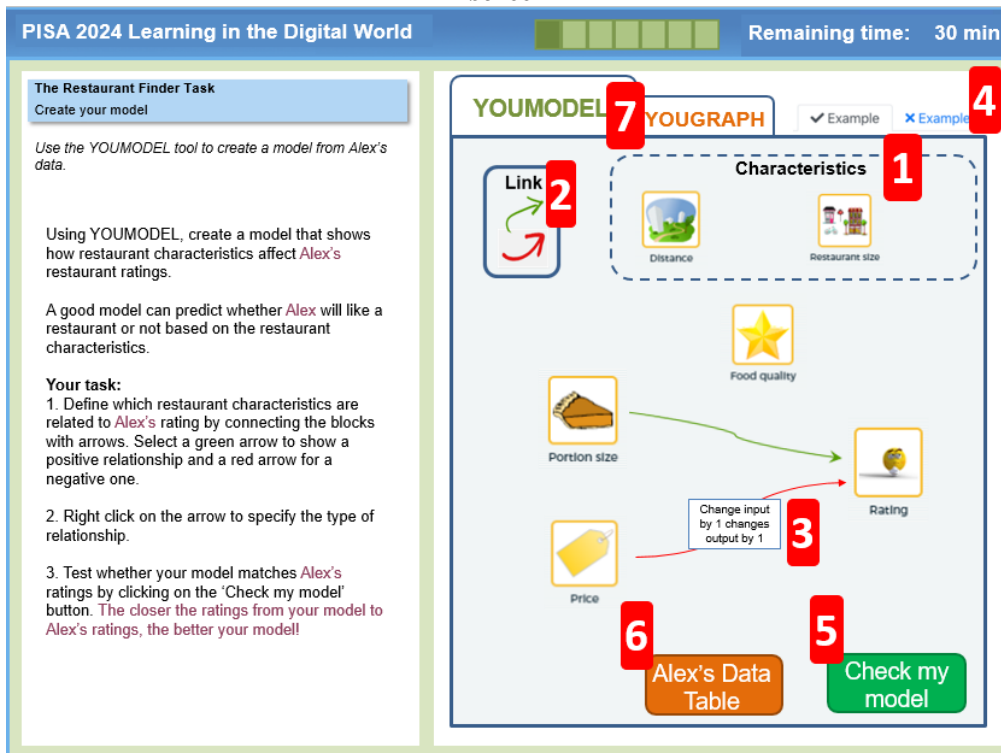 PISA 2024 Learning in the Digital World
Remaining time: 30 min
The Restaurant Finder Task
Create your model
Use the YOUMODEL tool to create a model from Alex's
data.
Using YOUMODEL, create a model that shows
how restaurant characteristics affect Alex's
restaurant ratings.
A good model can predict whether Alex will like a
restaurant or not based on the restaurant
characteristics.
Your task:
1. Define which restaurant characteristics are
related to Alex's rating by connecting the blocks
with arrows. Select a green arrow to show a
positive relationship and a red arrow for a
negative one.
2. Right click on the arrow to specify the type of
relationship.
3. Test whether your model matches Alex's
ratings by clicking on the 'Check my model'
button. The closer the ratings from your model to
Alex's ratings, the better your model!
YOUMODEL
7
YOUGRAPH
Example
Example
4
Link
2
Characteristics
1
Distance
Restaurant size
Food quality
Portion size
Rating
Change input
by 1 changes
output by 1
3
Price
6
Alex's Data
Table
5
Check my
model